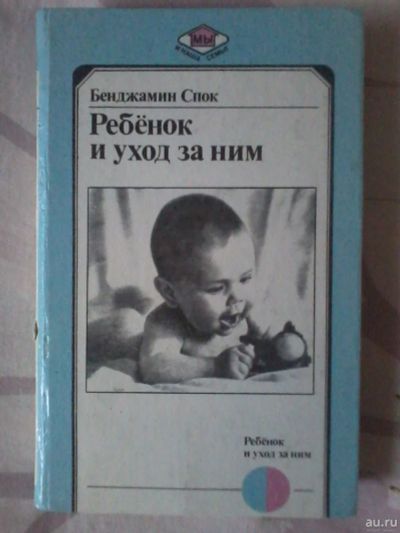 МЫ
И НАША СЕМЬЯ
Бенджамин Спок
Ребёнок
и уход за ним
Ребёнок
и уход за ним
au.ru